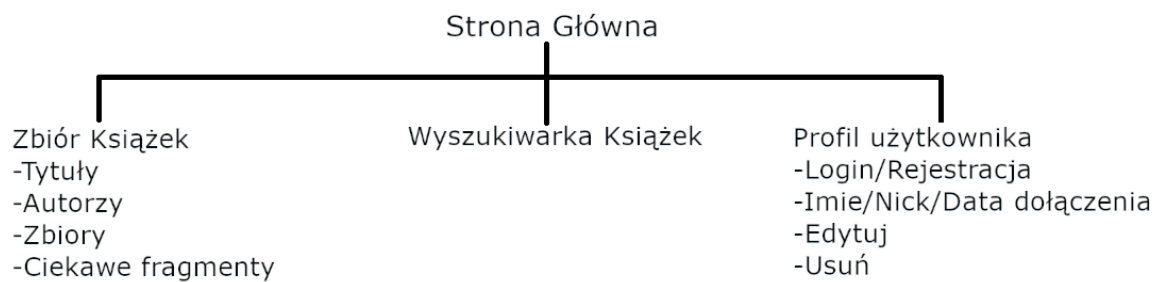 Strona Główna
Zbiór Książek
-Tytuły
-Autorzy
-Zbiory
-Ciekawe fragmenty
Wyszukiwarka Książek
Profil użytkownika
-Login/Rejestracja
-Imie/Nick/Data dołączenia
-Edytuj
-Usuń